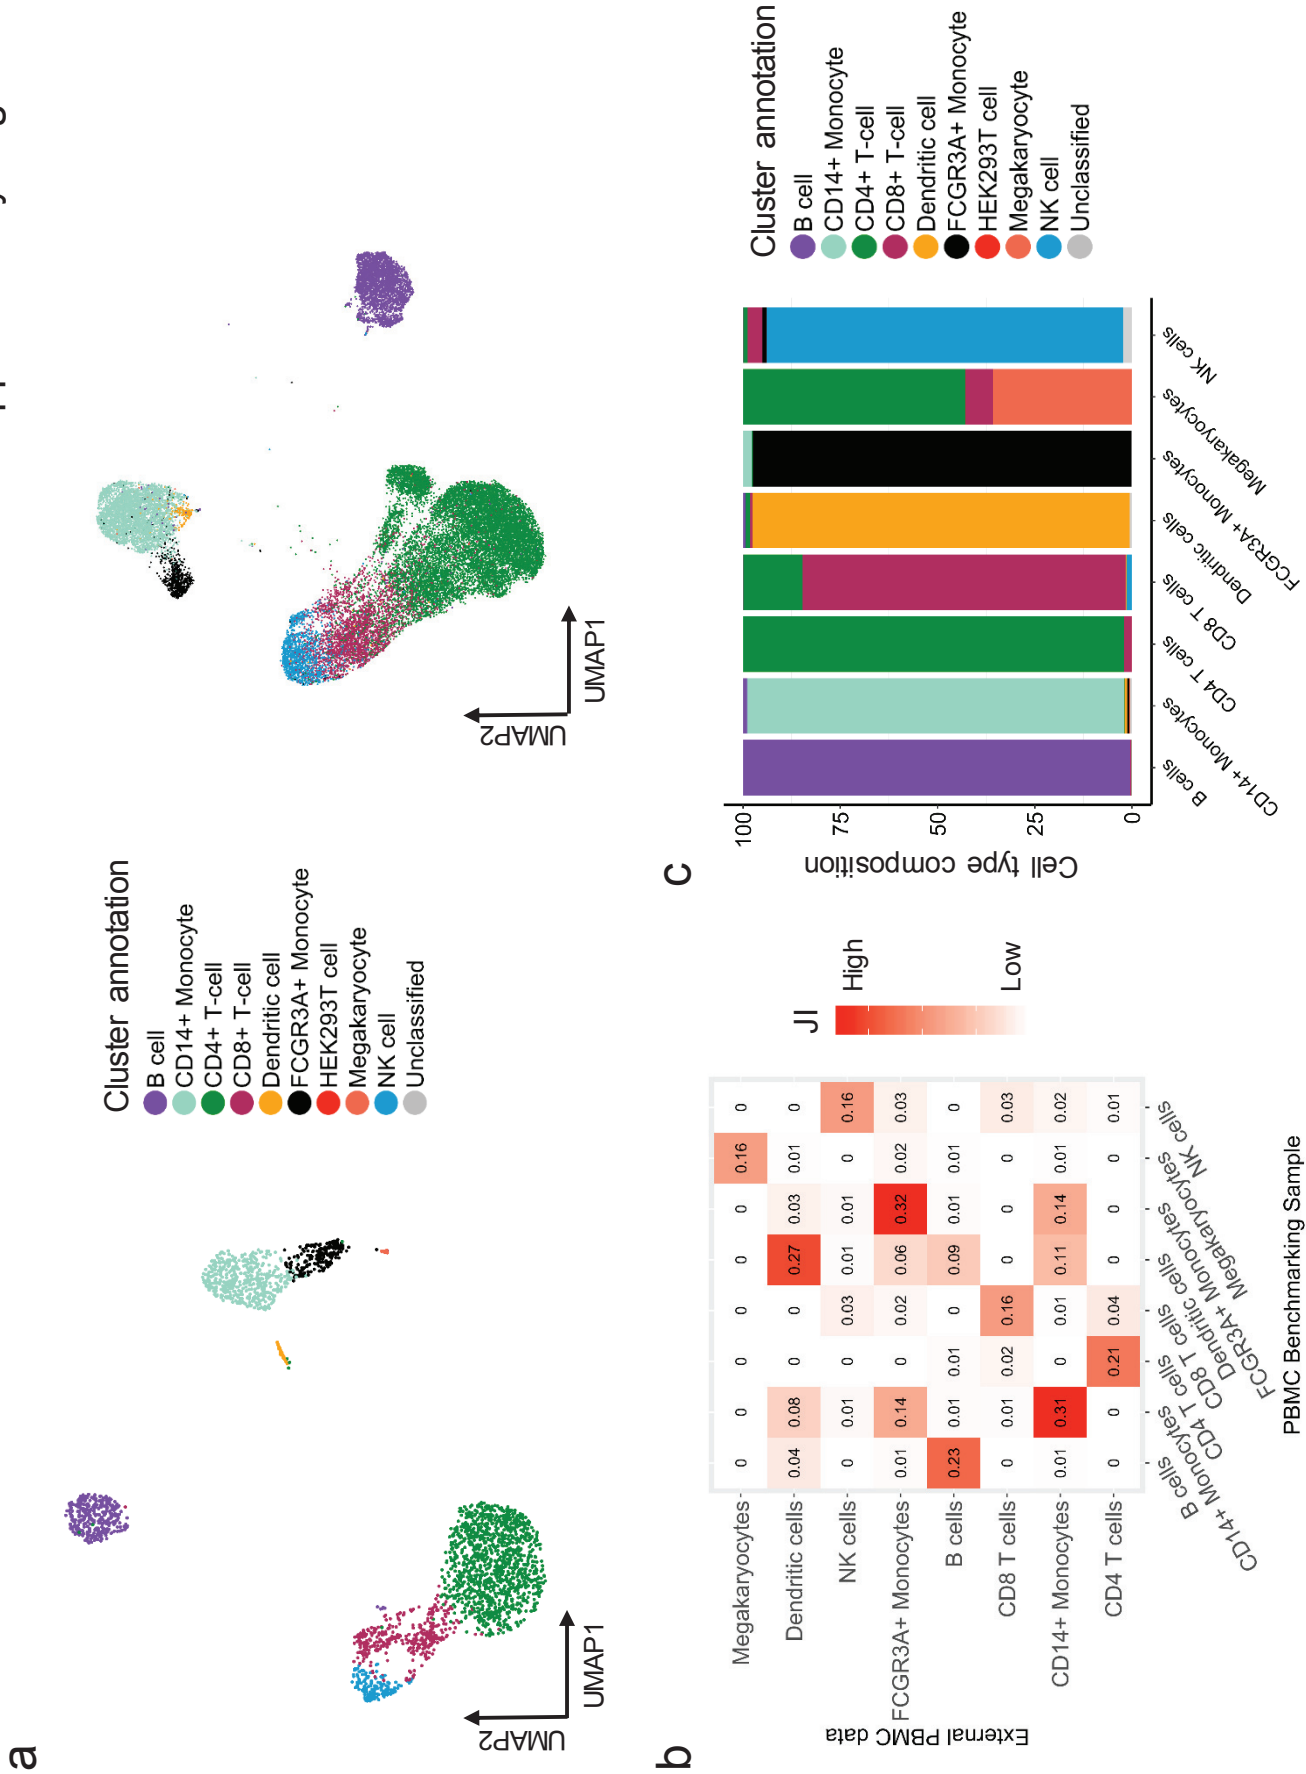 a
UMAP2
UMAP1
Cluster annotation
B cell
CD14+ Monocyte
CD4+ T-cell
CD8+ T-cell
Dendritic cell
FCGR3A+ Monocyte
HEK293T cell
Megakaryocyte
NK cell
Unclassified
UMAP2
UMAP1
b
External PBMC data
Megakaryocytes
Dendritic cells
NK cells
FCGR3A+ Monocytes
B cells
CD8 T cells
CD14+ Monocytes
CD4 T cells
0 0 0 0 0 0 0.16 0
0.04 0.08 0 0 0.27 0.03 0.01 0
0 0.01 0 0.03 0.01 0.01 0 0.16
0.01 0.14 0 0.02 0.06 0.32 0.02 0.03
0.23 0.01 0.01 0 0.09 0.01 0.01 0
0 0.01 0.02 0.16 0 0 0 0.03
0.01 0.31 0 0.01 0.11 0.14 0.01 0.02
0 0 0.21 0.04 0 0 0 0.01
B cells
CD14+ Monocytes
CD4 T cells
CD8 T cells
Dendritic cells
FCGR3A+ Monocytes
Megakaryocytes
NK cells
PBMC Benchmarking Sample
JI
High
Low
c
Cell type composition
100
75
50
25
0
B cells
CD14+ Monocytes
CD4 T cells
CD8 T cells
Dendritic cells
FCGR3A+ Monocytes
Megakaryocytes
NK cells
Cluster annotation
B cell
CD14+ Monocyte
CD4+ T-cell
CD8+ T-cell
Dendritic cell
FCGR3A+ Monocyte
HEK293T cell
Megakaryocyte
NK cell
Unclassified